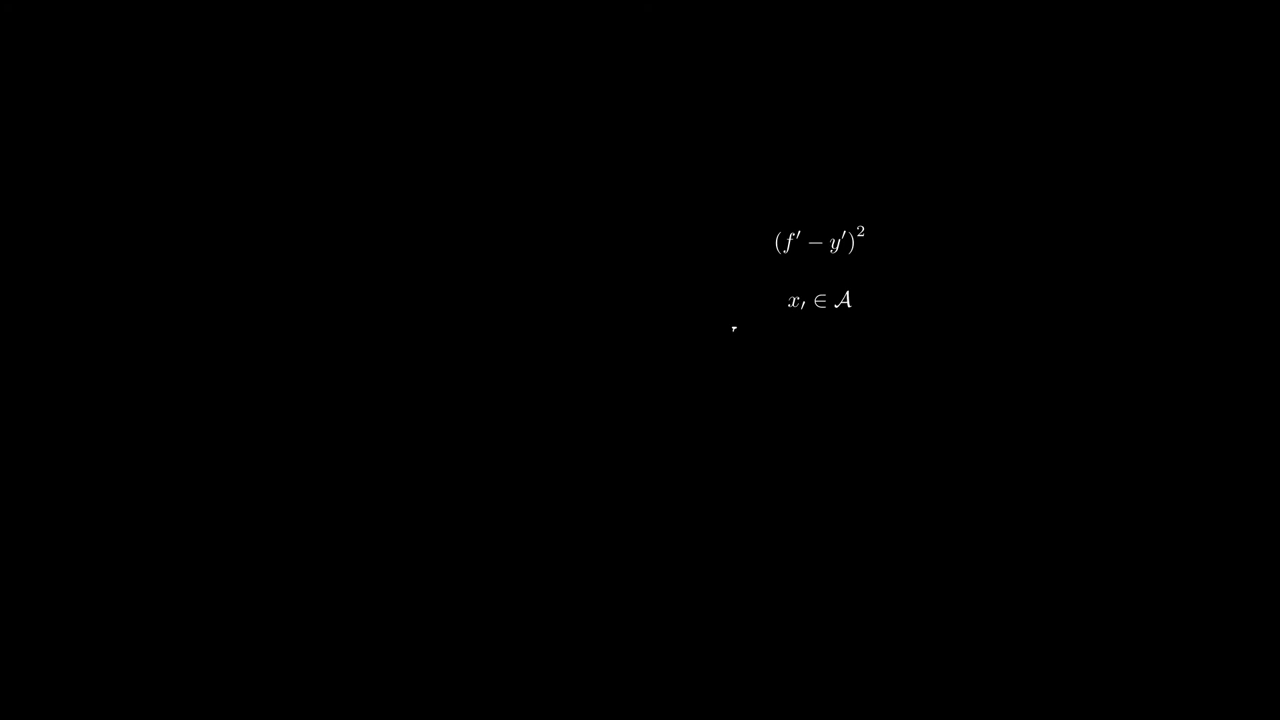 (f′ − y′)²
x′ ∈ 𝒜